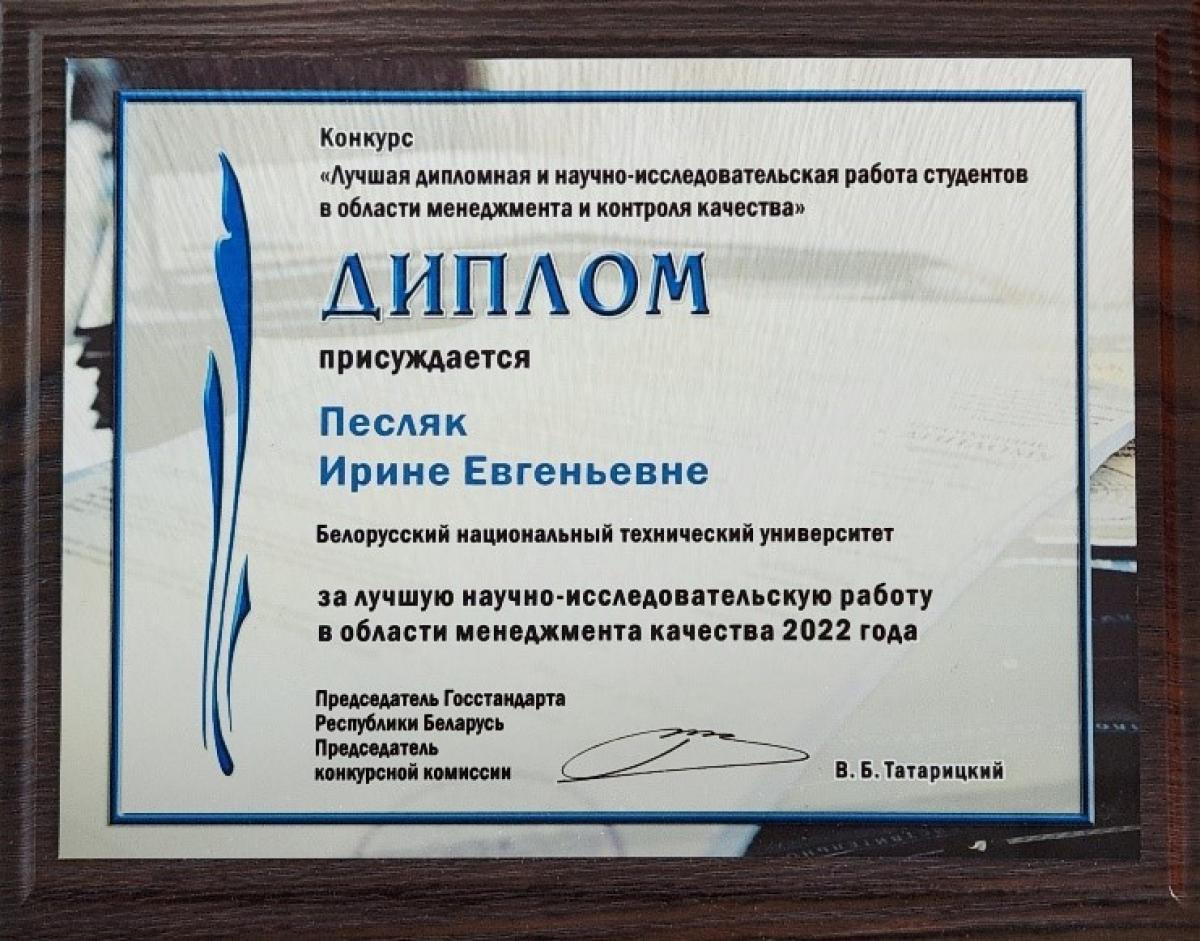 Конкурс
«Лучшая дипломная и научно-исследовательская работа студентов
в области менеджмента и контроля качества»
ДИПЛОМ
присуждается
Песляк
Ирине Евгеньевне
Белорусский национальный технический университет
за лучшую научно-исследовательскую работу
в области менеджмента качества 2022 года
Председатель Госстандарта
Республики Беларусь
Председатель
конкурсной комиссии
В. Б. Татарицкий